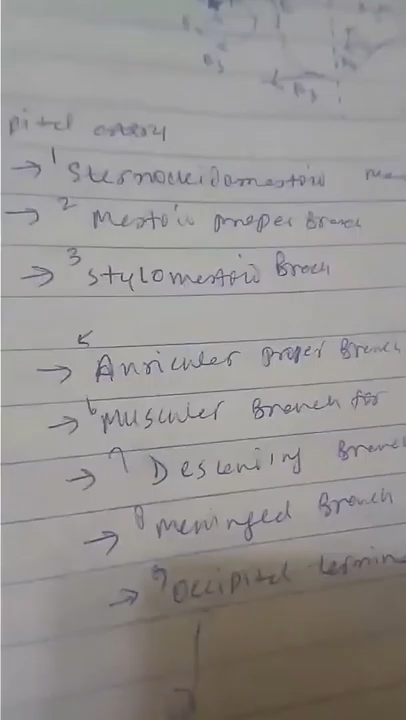 pital artery
→ 1 Sternocleidomastoid
→ 2 Mastoid proper Branch
→ 3 Stylomastoid Branch
→ 5 Auricular proper Branch
→ 6 Muscular Branch for
→ 7 Descending Branch
→ 8 meningeal Branch
→ 9 occipital termin